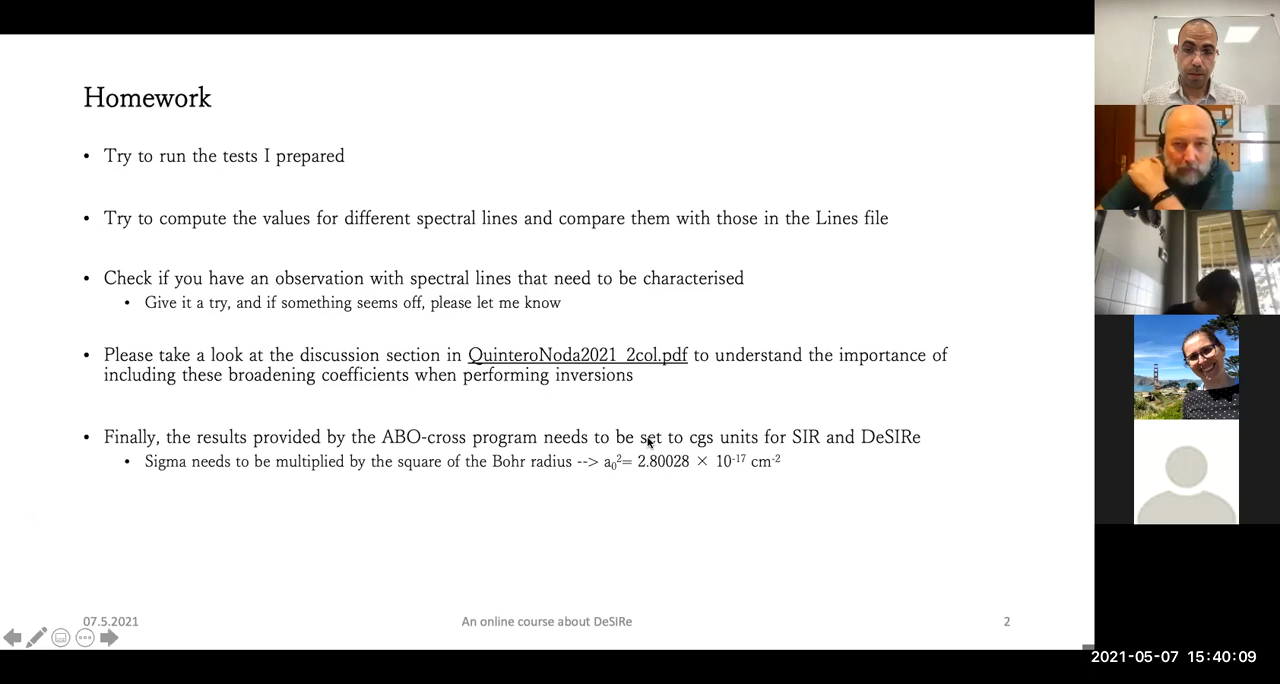 Homework
• Try to run the tests I prepared
• Try to compute the values for different spectral lines and compare them with those in the Lines file
• Check if you have an observation with spectral lines that need to be characterised
• Give it a try, and if something seems off, please let me know
• Please take a look at the discussion section in QuinteroNoda2021_2col.pdf to understand the importance of
including these broadening coefficients when performing inversions
• Finally, the results provided by the ABO-cross program needs to be set to cgs units for SIR and DeSIRe
• Sigma needs to be multiplied by the square of the Bohr radius --> a₀²= 2.80028 × 10⁻¹⁷ cm⁻²
07.5.2021
An online course about DeSIRe
2
2021-05-07 15:40:09